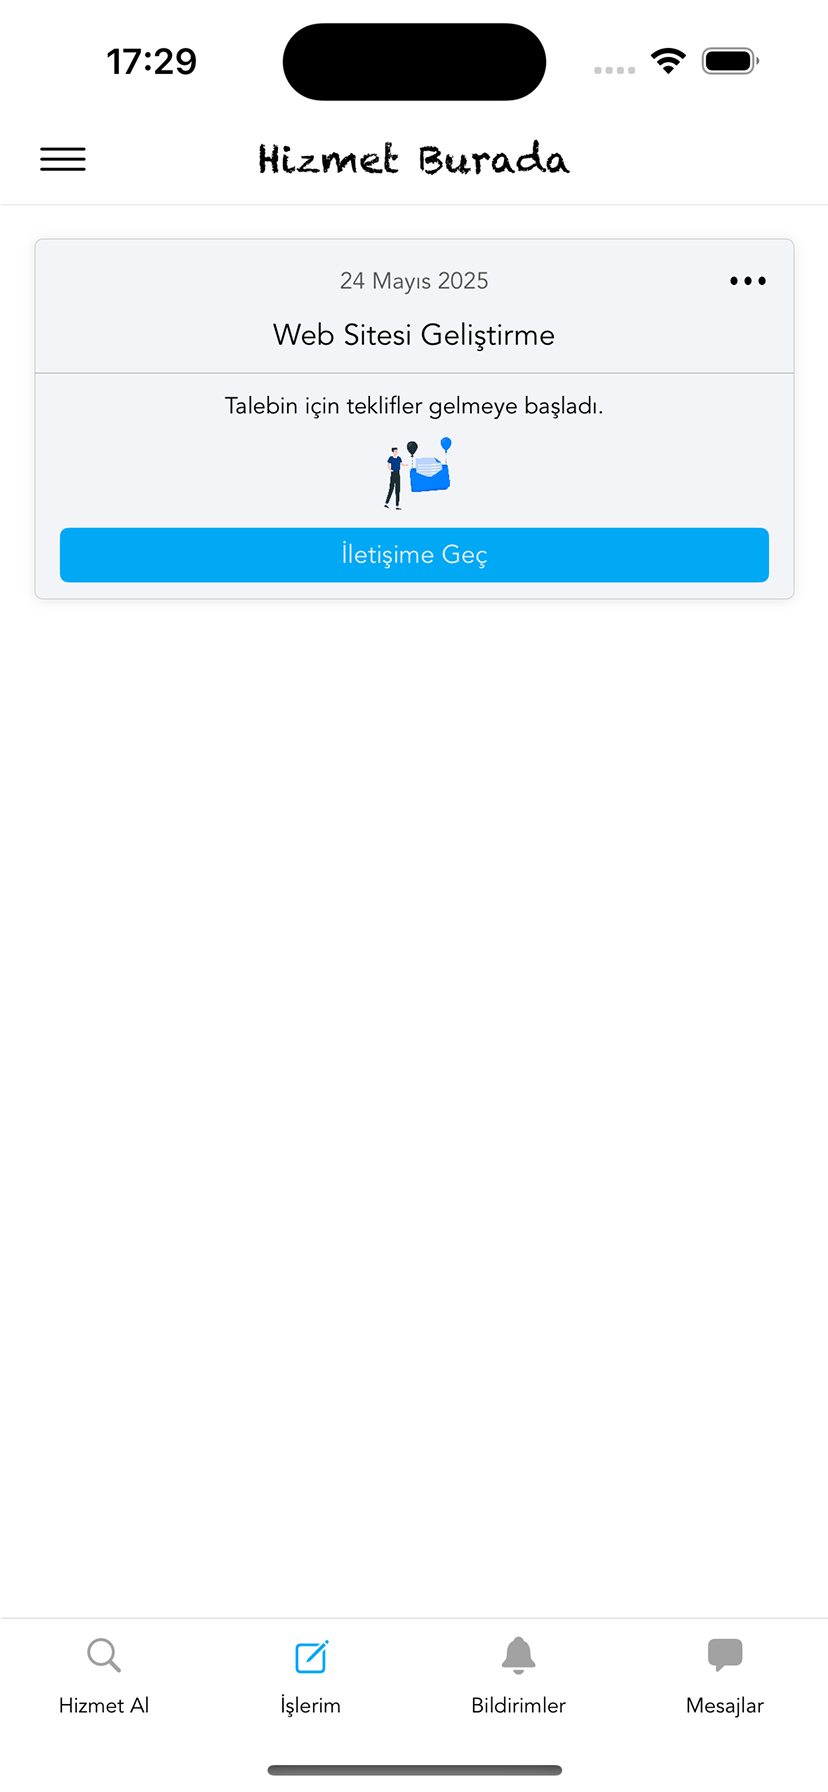 17:29
Hizmet Burada
24 Mayıs 2025
Web Sitesi Geliştirme
Talebin için teklifler gelmeye başladı.
İletişime Geç
Hizmet Al
İşlerim
Bildirimler
Mesajlar